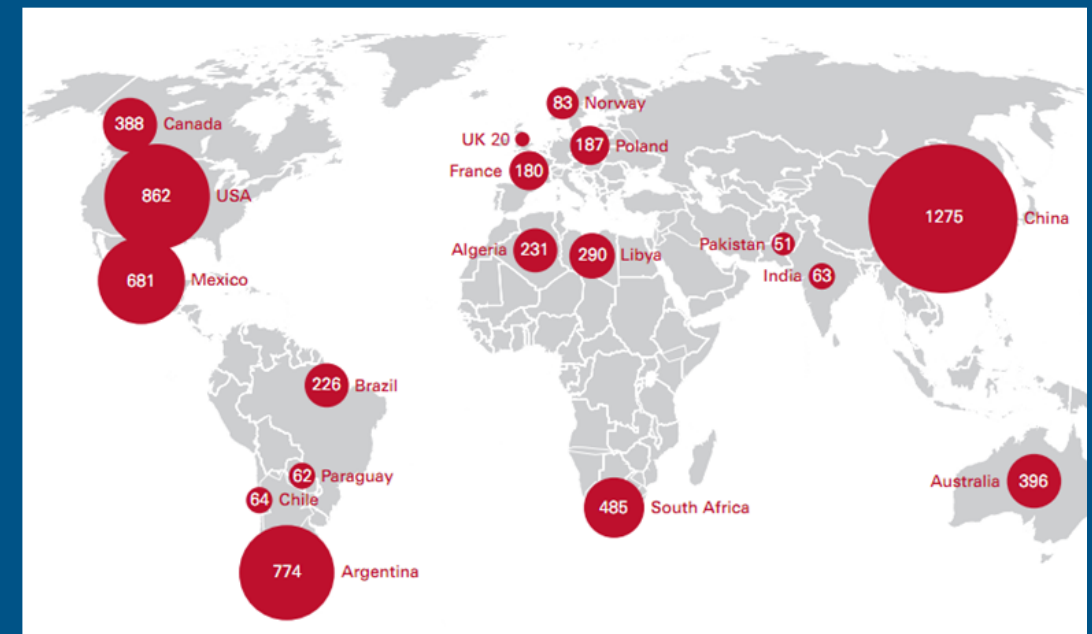 388 Canada
862 USA
681 Mexico
83 Norway
UK 20
187 Poland
France 180
Algeria 231
290 Libya
Pakistan 51
India 63
1275 China
226 Brazil
62 Paraguay
64 Chile
774 Argentina
485 South Africa
Australia 396